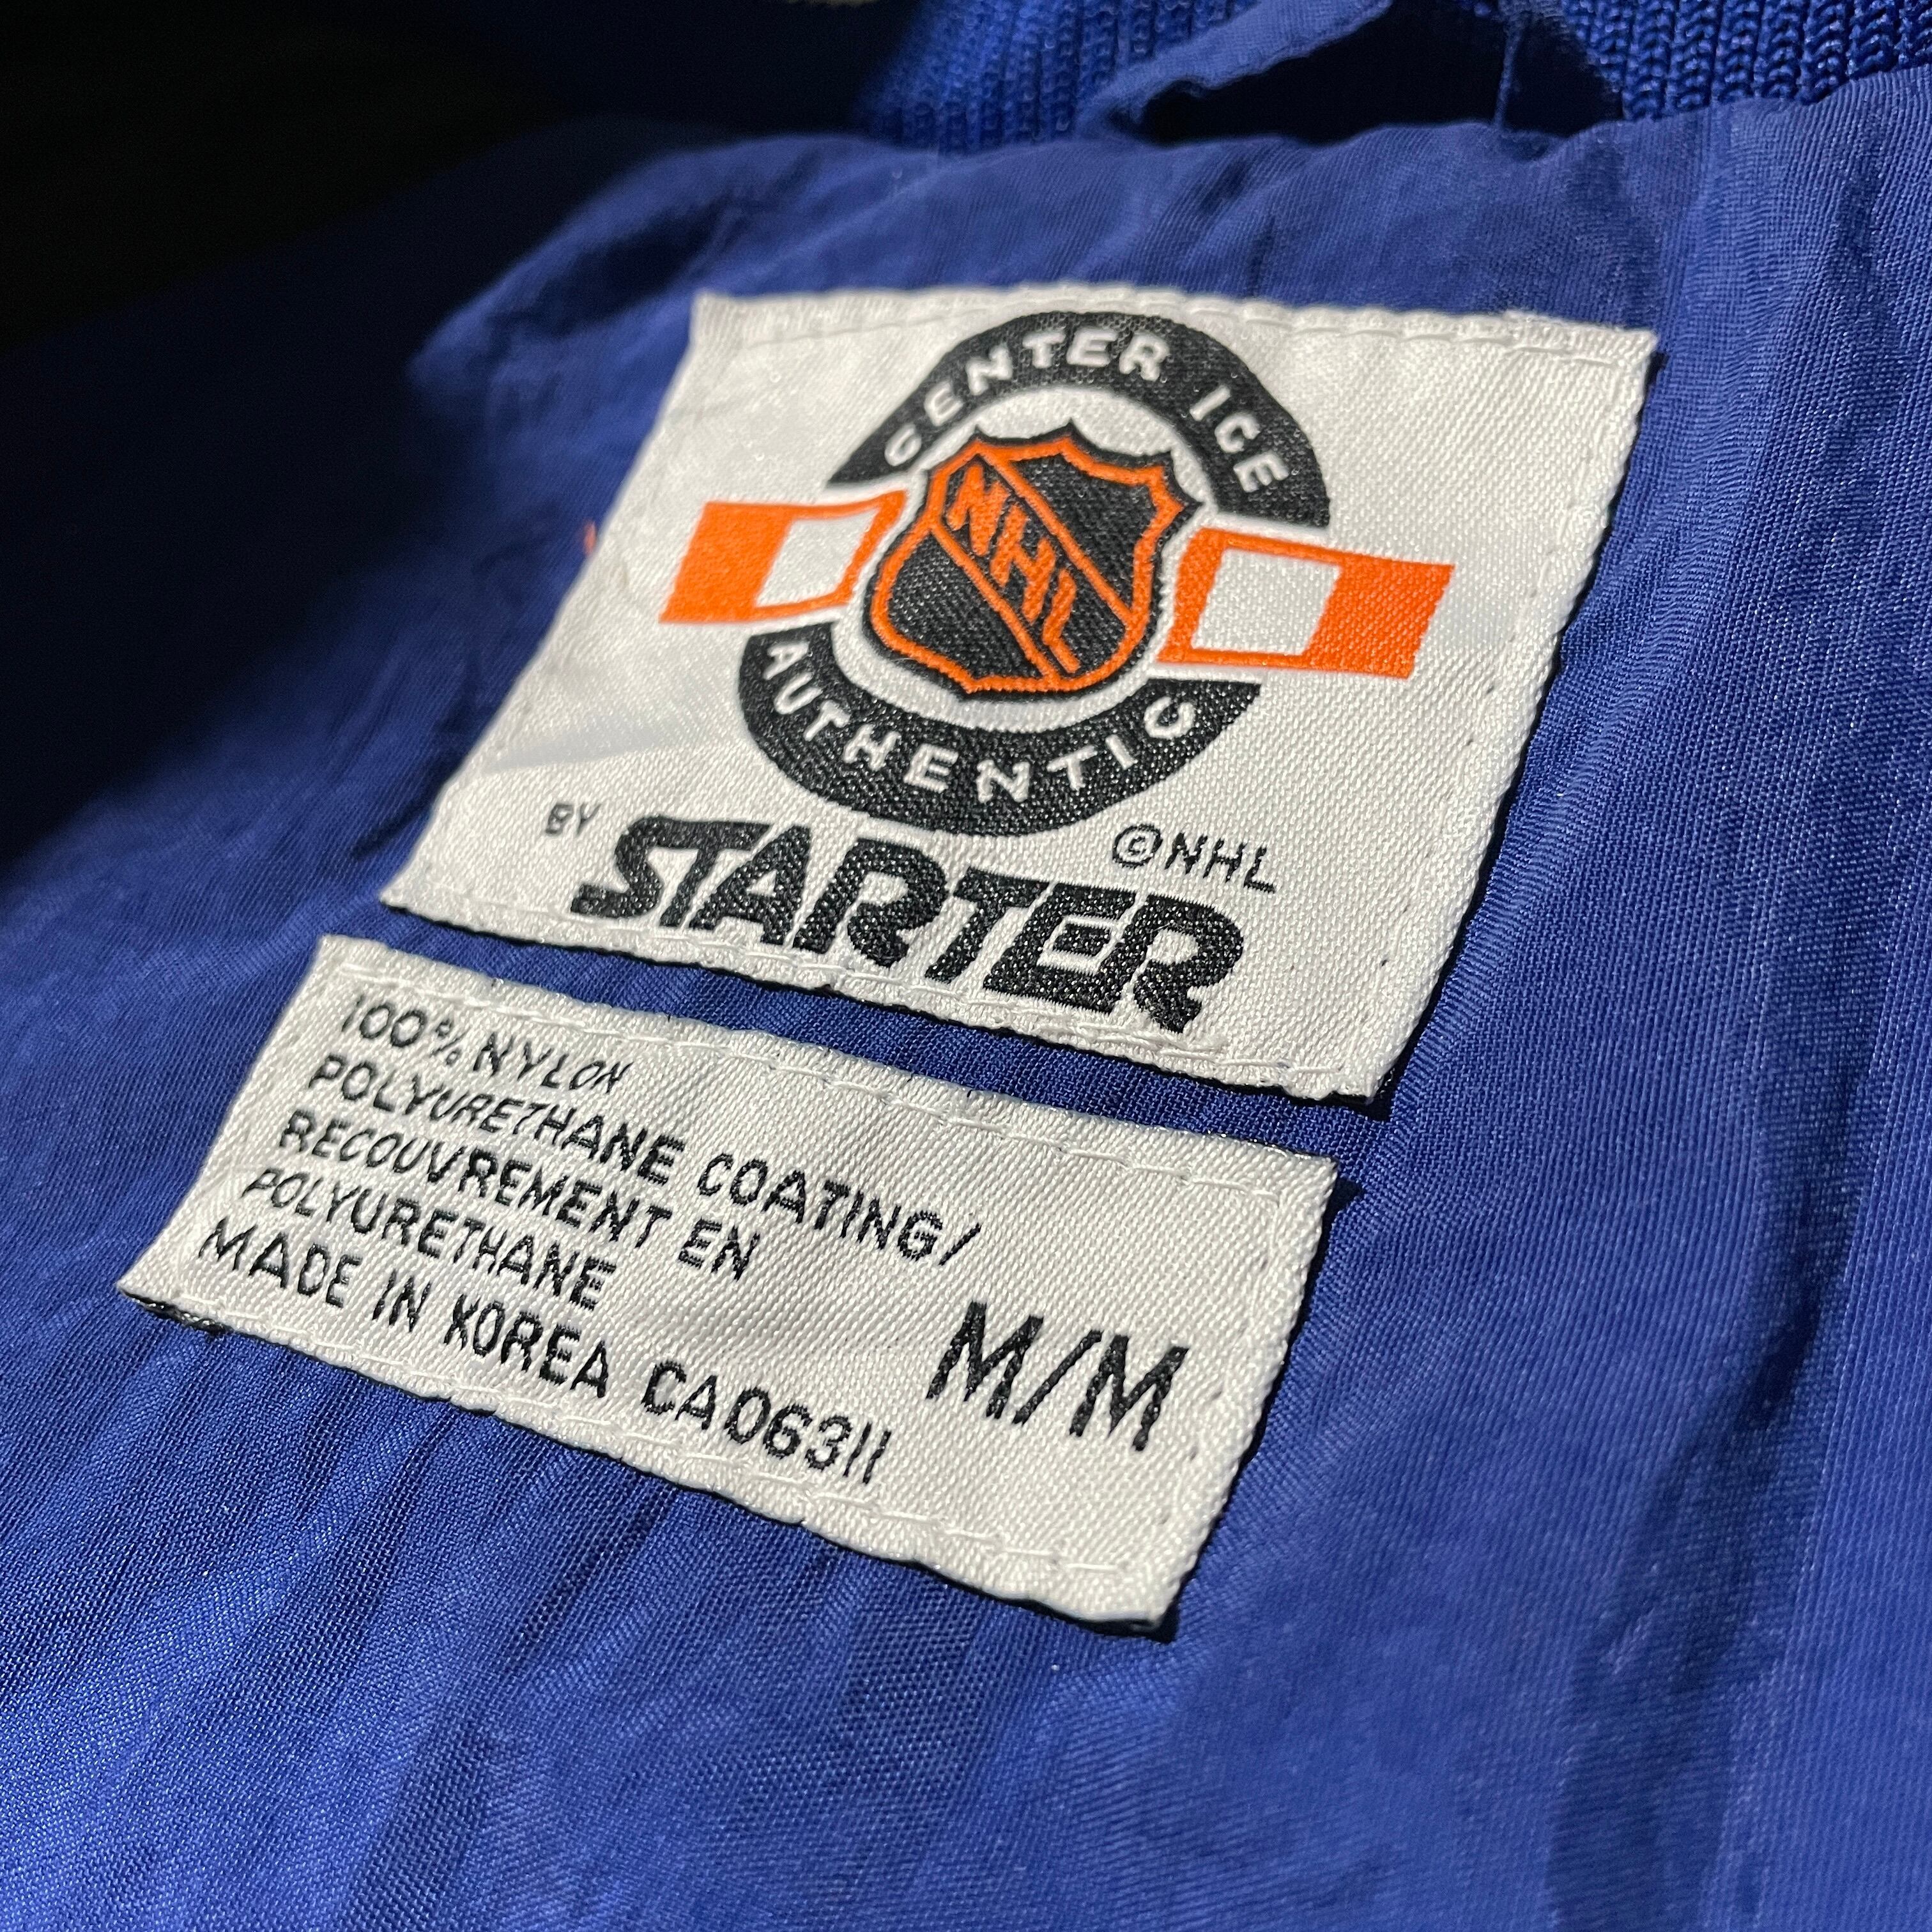 CENTER ICE
NHL
AUTHENTIC
BY STARTER ©NHL
100% NYLON
POLYURETHANE COATING/
RECOUVREMENT EN
POLYURETHANE
MADE IN KOREA CA06311
M/M